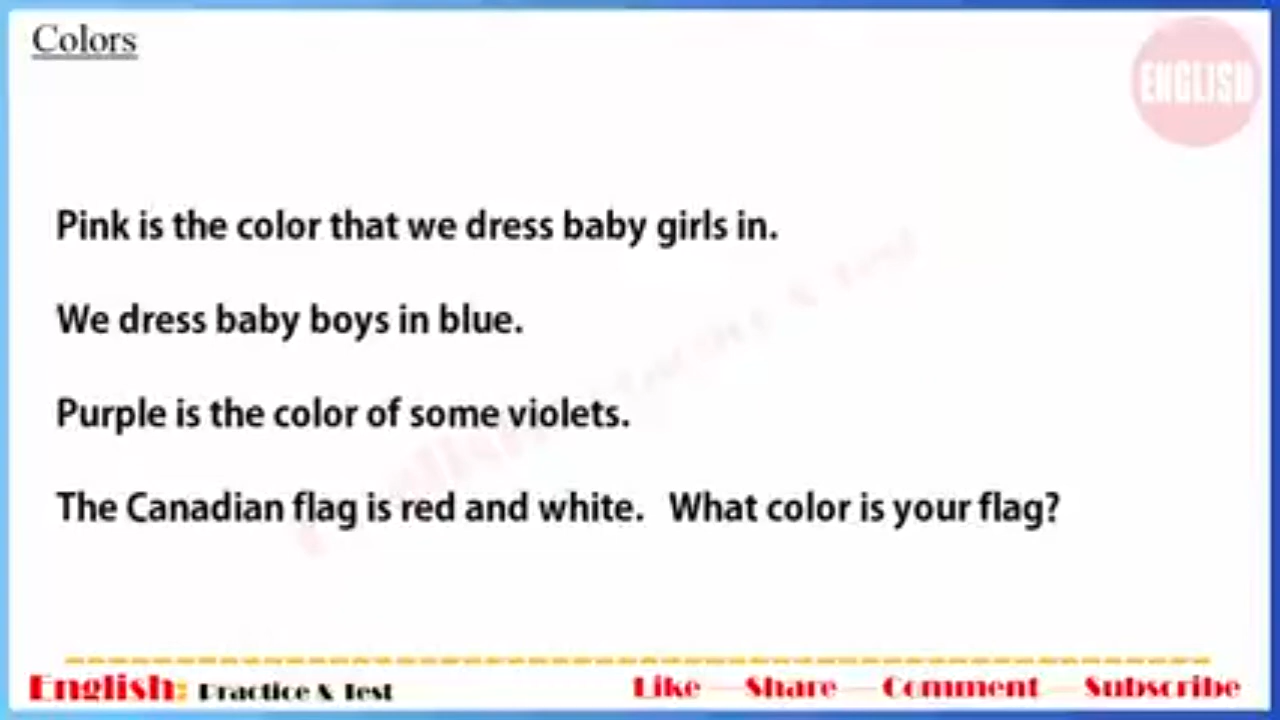 Colors
ENGLISH
Pink is the color that we dress baby girls in.
We dress baby boys in blue.
Purple is the color of some violets.
The Canadian flag is red and white. What color is your flag?
English: Practice & Test
Like — Share — Comment — Subscribe